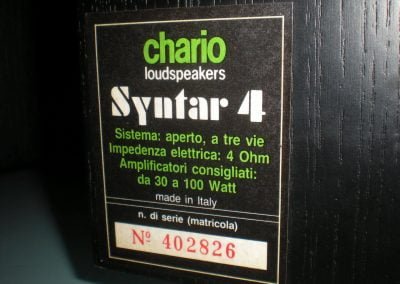 chario
loudspeakers
Syntar 4
Sistema: aperto, a tre vie
Impedenza elettrica: 4 Ohm
Amplificatori consigliati:
da 30 a 100 Watt
made in Italy
n. di serie (matricola)
Nº 402826